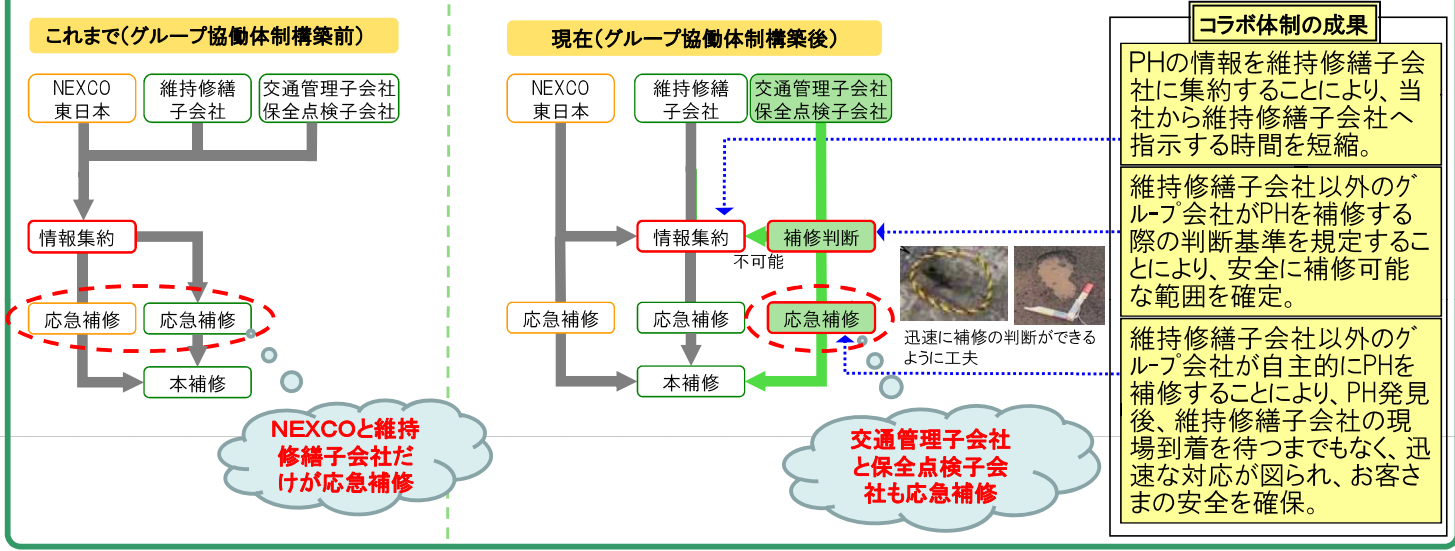 これまで(グループ協働体制構築前)
NEXCO
東日本
維持修繕
子会社
交通管理子会社
保全点検子会社
情報集約
応急補修
応急補修
本補修
NEXCOと維持
修繕子会社だ
けが応急補修
現在(グループ協働体制構築後)
NEXCO
東日本
維持修繕
子会社
交通管理子会社
保全点検子会社
情報集約
補修判断
不可能
応急補修
応急補修
応急補修
本補修
迅速に補修の判断ができる
ように工夫
交通管理子会社
と保全点検子会
社も応急補修
コラボ体制の成果
PHの情報を維持修繕子会
社に集約することにより、当
社から維持修繕子会社へ
指示する時間を短縮。
維持修繕子会社以外のグ
ループ会社がPHを補修する
際の判断基準を規定するこ
とにより、安全に補修可能
な範囲を確定。
維持修繕子会社以外のグ
ループ会社が自主的にPHを
補修することにより、PH発見
後、維持修繕子会社の現
場到着を待つまでもなく、迅
速な対応が図られ、お客さ
まの安全を確保。